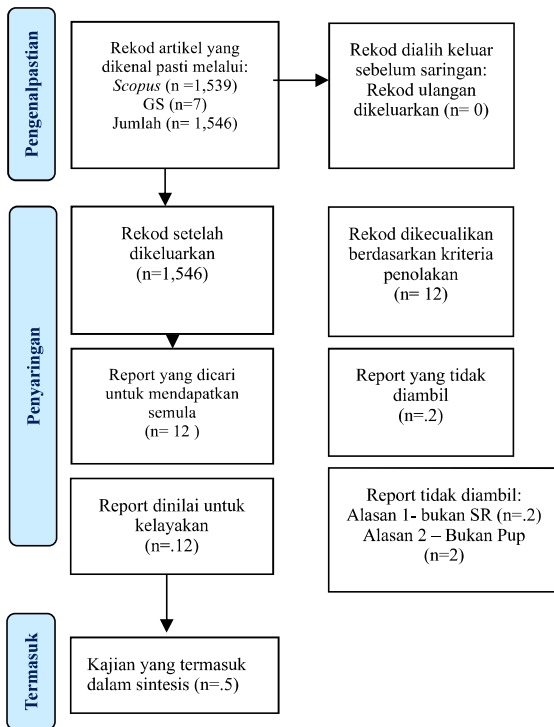 Pengenalpastian
Rekod artikel yang
dikenal pasti melalui:
Scopus (n =1,539)
GS (n=7)
Jumlah (n= 1,546)
Rekod dialih keluar
sebelum saringan:
Rekod ulangan
dikeluarkan (n= 0)
Penyaringan
Rekod setelah
dikeluarkan
(n=1,546)
Rekod dikecualikan
berdasarkan kriteria
penolakan
(n= 12)
Report yang dicari
untuk mendapatkan
semula
(n= 12 )
Report yang tidak
diambil
(n=.2)
Report dinilai untuk
kelayakan
(n=.12)
Report tidak diambil:
Alasan 1- bukan SR (n=.2)
Alasan 2 – Bukan Pup
(n=2)
Termasuk
Kajian yang termasuk
dalam sintesis (n=.5)